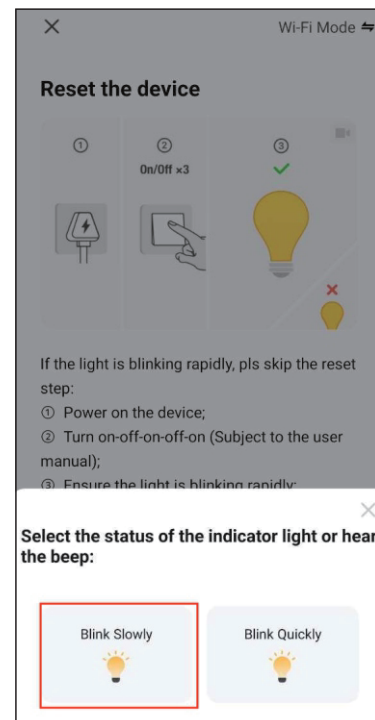 Wi-Fi Mode
Reset the device
①
②
③
On/Off ×3
If the light is blinking rapidly, pls skip the reset
step:
① Power on the device;
② Turn on-off-on-off-on (Subject to the user
manual);
③ Ensure the light is blinking rapidly;
Select the status of the indicator light or hear
the beep:
Blink Slowly
Blink Quickly